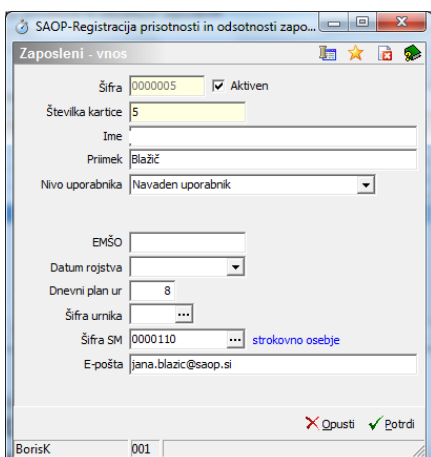 SAOP-Registracija prisotnosti in odsotnosti zapo...
Zaposleni - vnos
Šifra 0000005 Aktiven
Številka kartice 5
Ime
Priimek Blažič
Nivo uporabnika Navaden uporabnik
EMŠO
Datum rojstva
Dnevni plan ur 8
Šifra urnika ...
Šifra SM 0000110 ... strokovno osebje
E-pošta jana.blazic@saop.si
Opusti Potrdi
BorisK 001